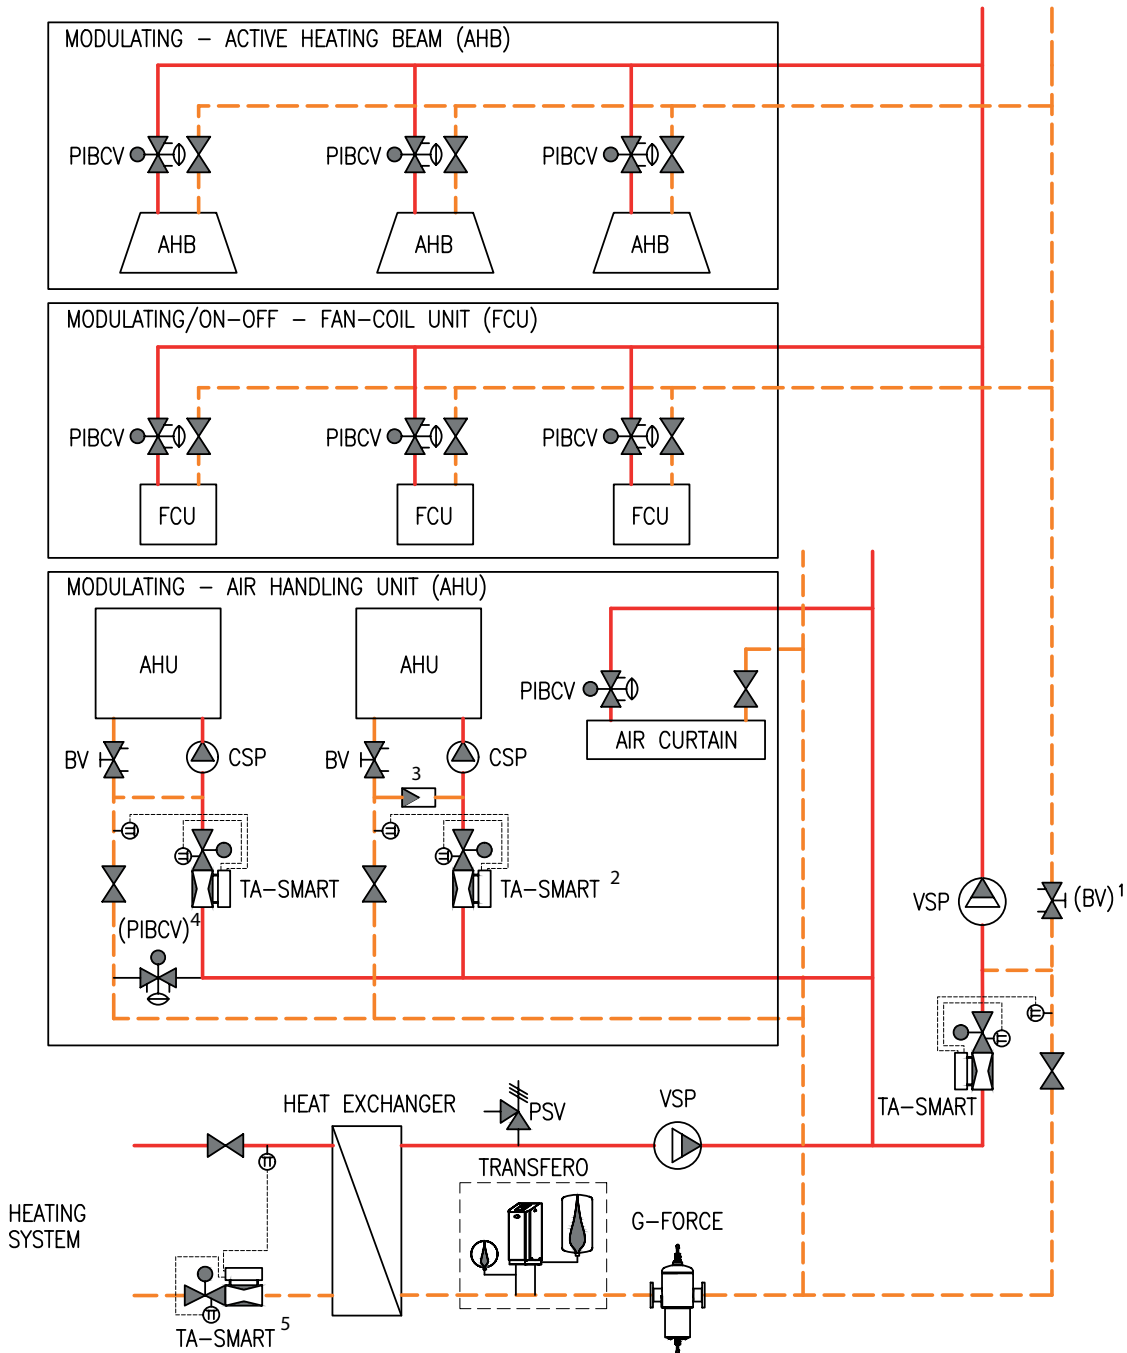 MODULATING – ACTIVE HEATING BEAM (AHB)
PIBCV
PIBCV
PIBCV
AHB
AHB
AHB
MODULATING/ON-OFF – FAN-COIL UNIT (FCU)
PIBCV
PIBCV
PIBCV
FCU
FCU
FCU
MODULATING – AIR HANDLING UNIT (AHU)
AHU
AHU
PIBCV
AIR CURTAIN
BV
CSP
BV
3
CSP
TA-SMART
TA-SMART 2
VSP
(BV) 1
(PIBCV) 4
TA-SMART
HEAT EXCHANGER
PSV
VSP
TRANSFERO
G-FORCE
HEATING
SYSTEM
TA-SMART 5